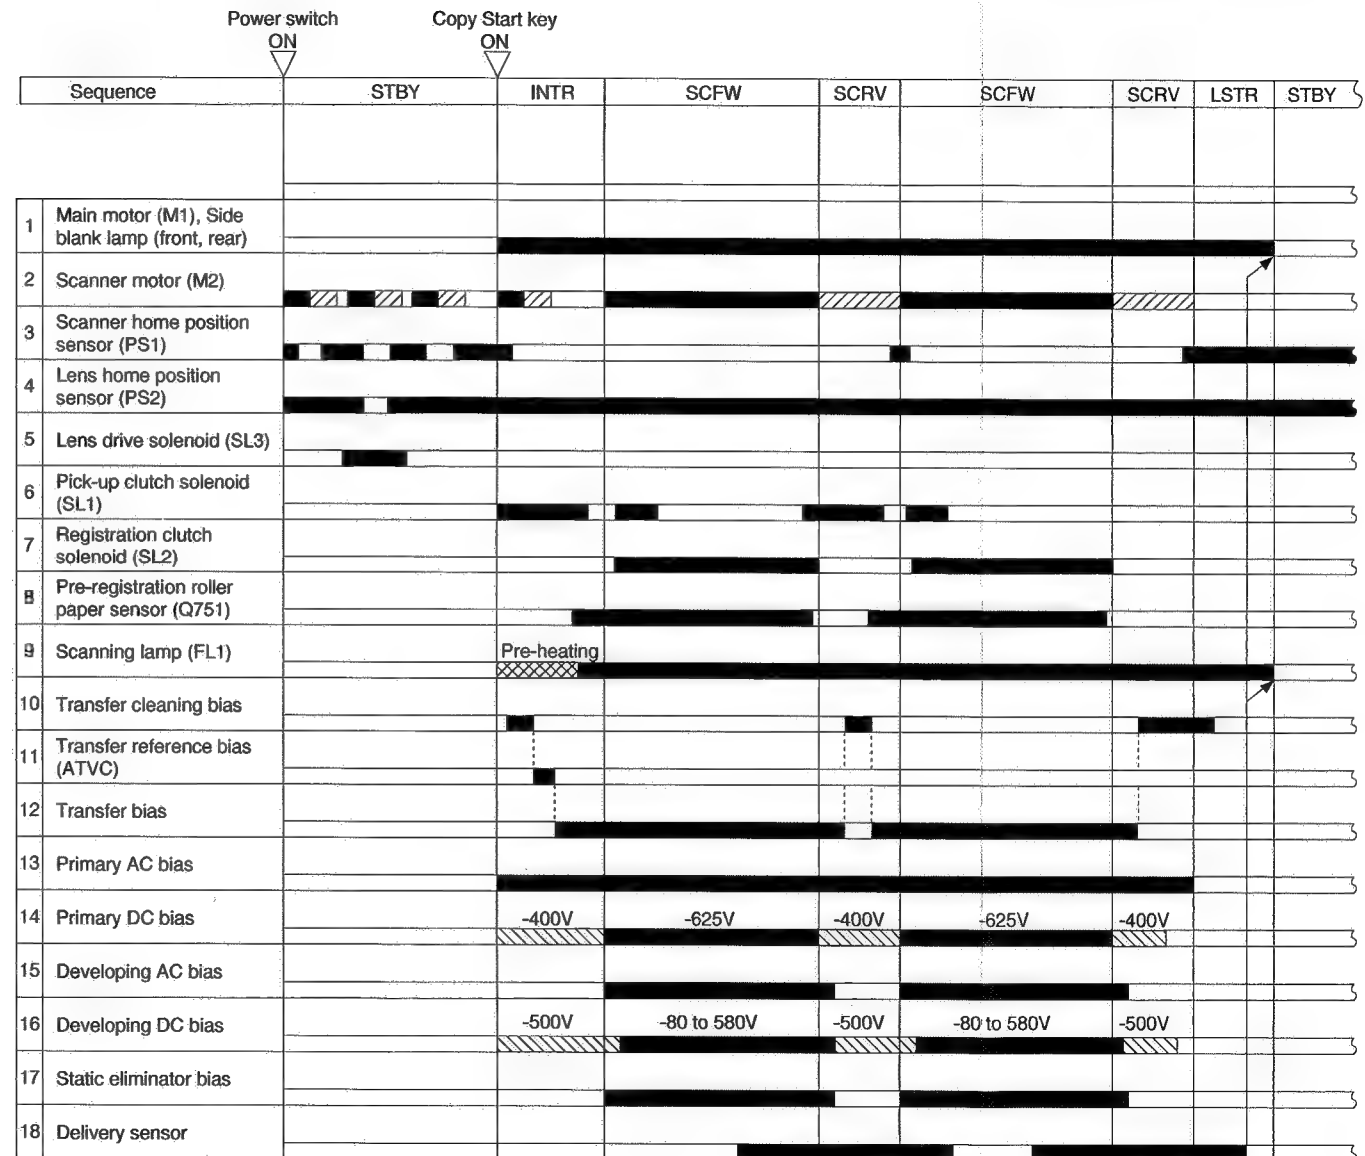 Power switch
ON
Copy Start key
ON
Sequence STBY INTR SCFW SCRV SCFW SCRV LSTR STBY
1 Main motor (M1), Side
blank lamp (front, rear)
2 Scanner motor (M2)
3 Scanner home position
sensor (PS1)
4 Lens home position
sensor (PS2)
5 Lens drive solenoid (SL3)
6 Pick-up clutch solenoid
(SL1)
7 Registration clutch
solenoid (SL2)
8 Pre-registration roller
paper sensor (Q751)
9 Scanning lamp (FL1) Pre-heating
10 Transfer cleaning bias
11 Transfer reference bias
(ATVC)
12 Transfer bias
13 Primary AC bias
14 Primary DC bias -400V -625V -400V -625V -400V
15 Developing AC bias
16 Developing DC bias -500V -80 to 580V -500V -80 to 580V -500V
17 Static eliminator bias
18 Delivery sensor